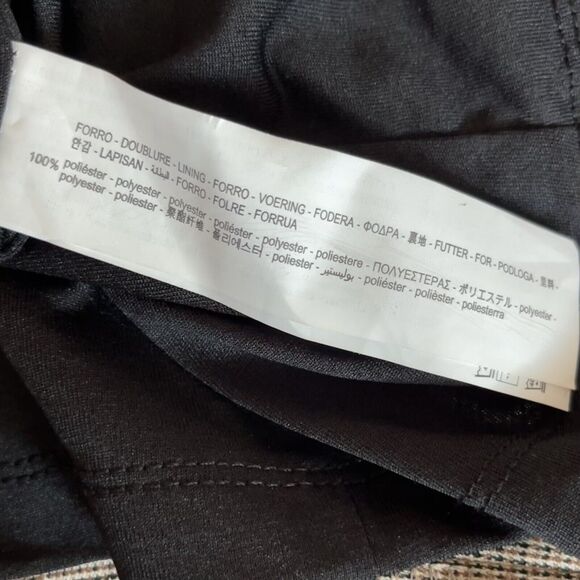 FORRO - DOUBLURE - LINING - FORRO - VOERING - FODERA - ΦΟΔΡΑ - 裏地 - FUTTER - FOR - PODLOGA - 里料 -
안감 - LAPISAN - بطانة - FORRO - FOLRE - FORRUA
100% poliéster - polyester - polyester - poliéster - polyester - poliestere - ΠΟΛΥΕΣΤΕΡΑΣ - ポリエステル - polyester -
polyester - poliester - 聚酯纤维 - 폴리에스터 - poliester - بوليستير - poliéster - polièster - poliesterra